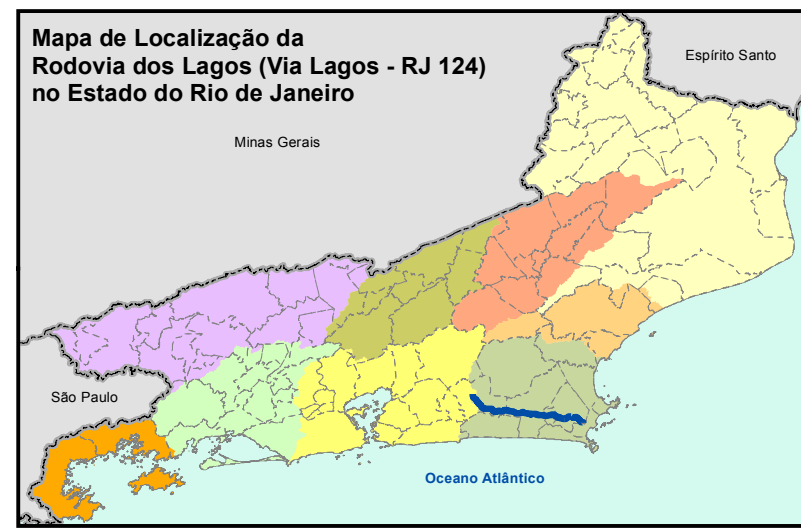 Mapa de Localização da
Rodovia dos Lagos (Via Lagos - RJ 124)
no Estado do Rio de Janeiro
Espírito Santo
Minas Gerais
São Paulo
Oceano Atlântico